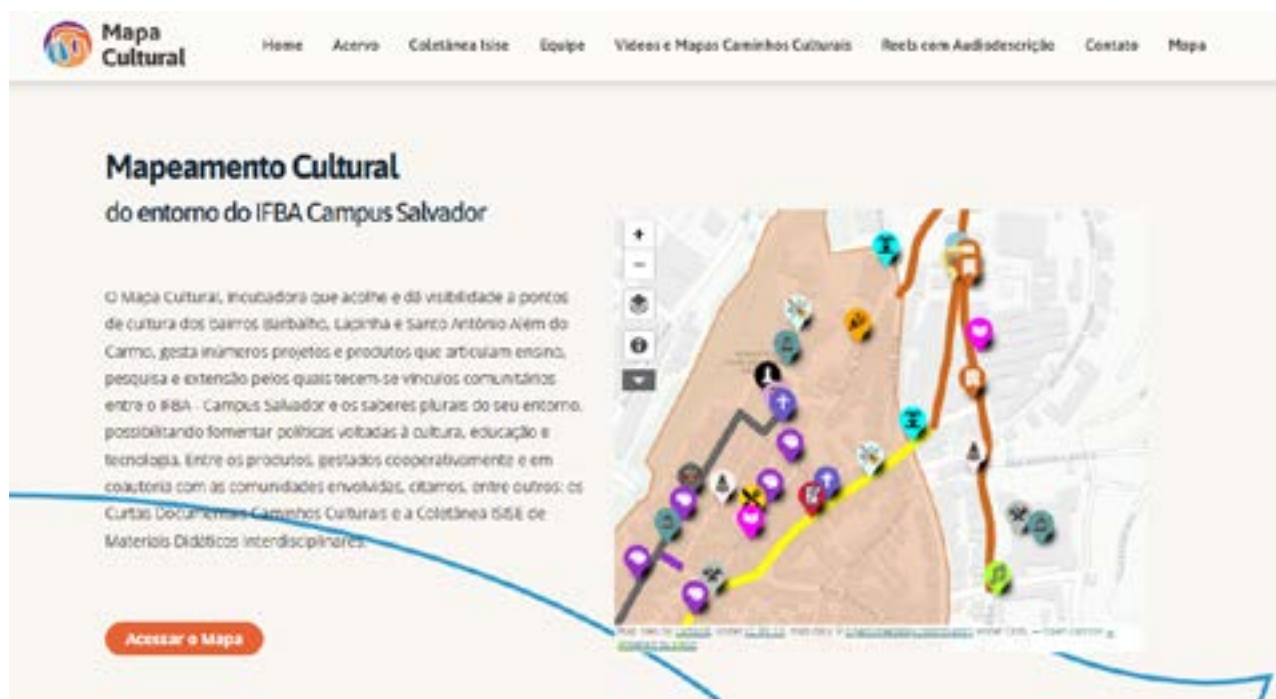 Mapa
Cultural
Home Acervo Coletânea Isise Equipe Vídeos e Mapas Caminhos Culturais Reels com Audiodescrição Contato Mapa
Mapeamento Cultural
do entorno do IFBA Campus Salvador
O Mapa Cultural, incubadora que acolhe e dá visibilidade a pontos
de cultura dos bairros Barbalho, Lapinha e Santo Antônio Além do
Carmo, gesta inúmeros projetos e produtos que articulam ensino,
pesquisa e extensão pelos quais tecem-se vínculos comunitários
entre o IFBA - Campus Salvador e os saberes plurais do seu entorno,
possibilitando fomentar políticas voltadas à cultura, educação e
tecnologia. Entre os produtos, gestados cooperativamente e em
coautoria com as comunidades envolvidas, citamos, entre outros: os
Curtas Documentais Caminhos Culturais e a Coletânea ISISE de
Materiais Didáticos Interdisciplinares.
Acessar o Mapa